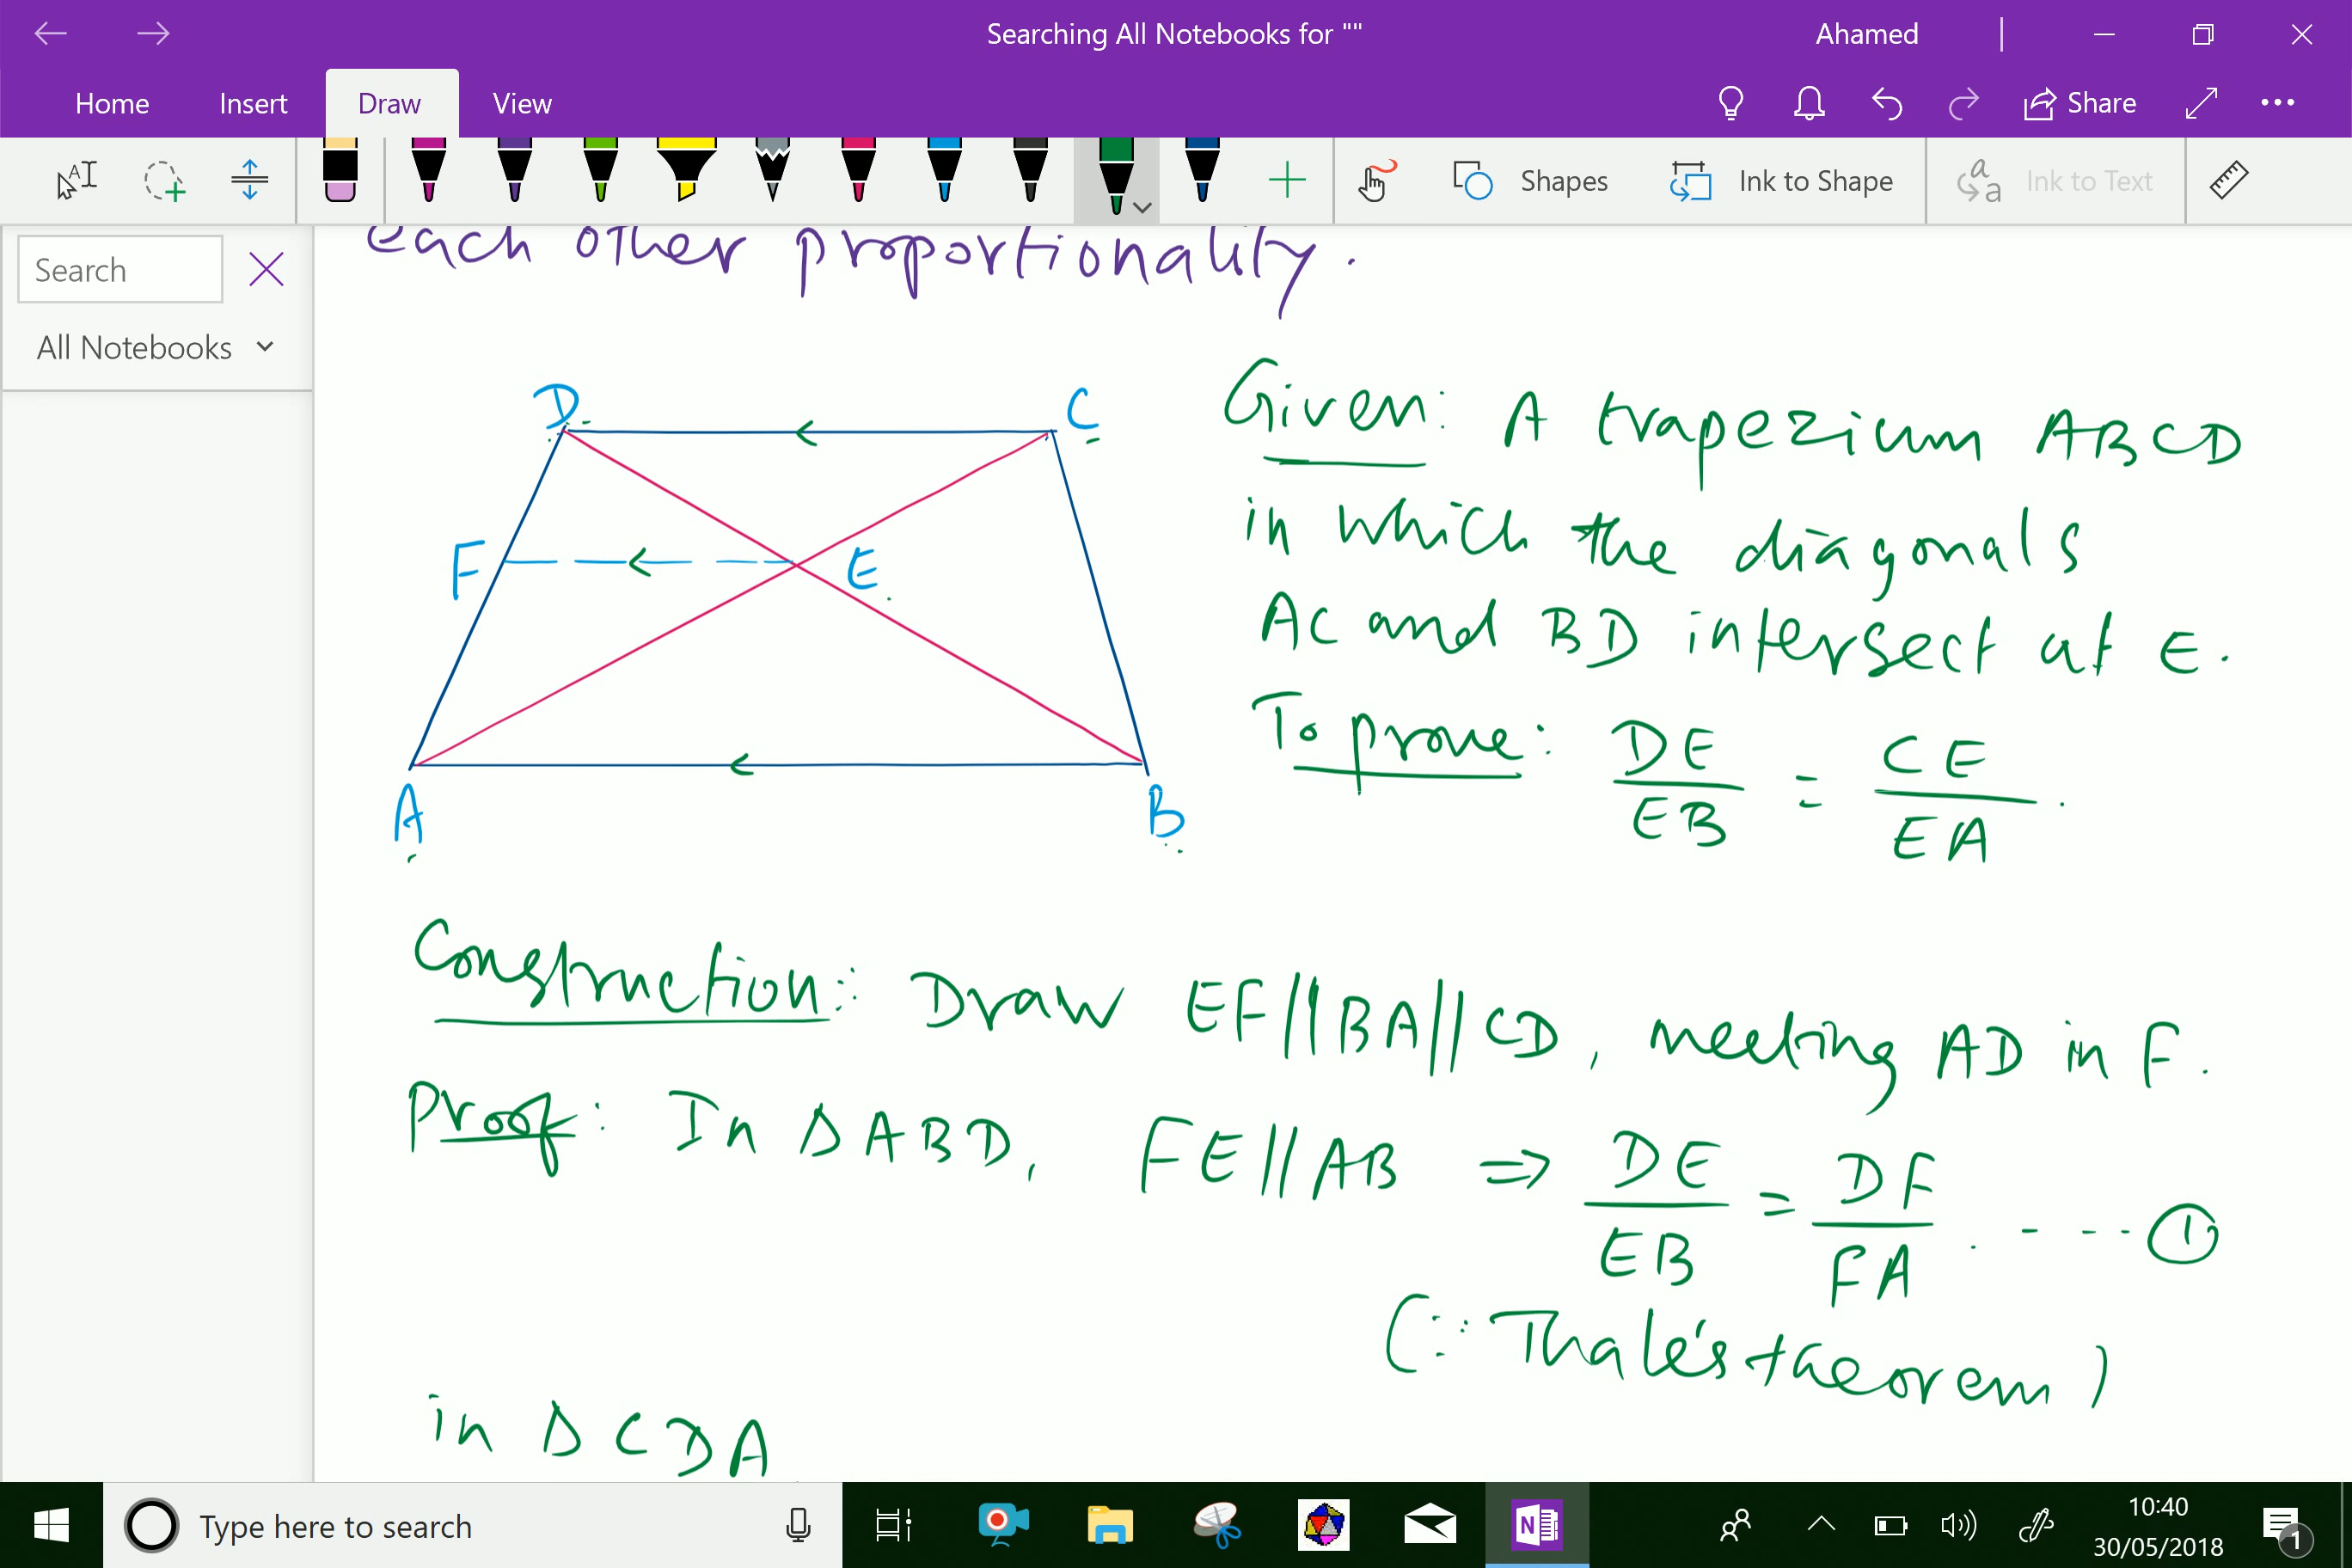 Searching All Notebooks for ""
Ahamed
Home Insert Draw View
Share
Shapes
Ink to Shape
Ink to Text
Search
All Notebooks
each other proportionality.
D
C
F
E
A
B
Given: A trapezium ABCD
in which the diagonals
AC and BD intersect at E.
To prove: DE/EB = CE/EA.
Construction: Draw EF||BA||CD, meeting AD in F.
Proof: In ΔABD, FE||AB ⇒ DE/EB = DF/FA. - - - - ①
(∵ Thale's theorem)
in ΔCDA
Type here to search
10:40
30/05/2018
1